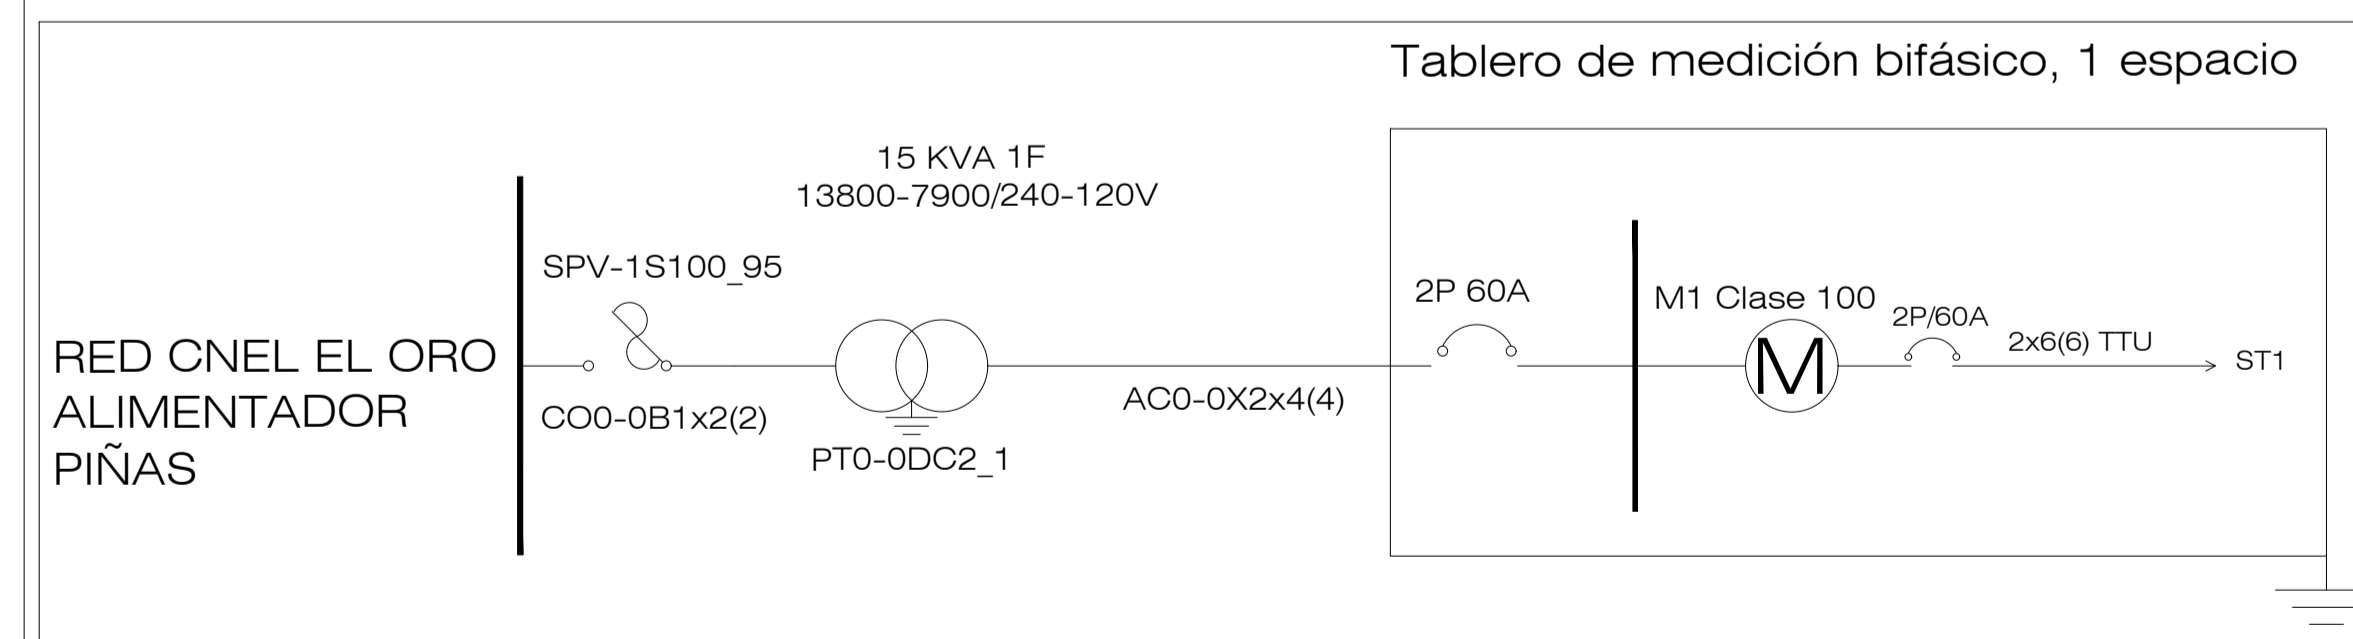 Tablero de medición bifásico, 1 espacio
15 KVA 1F
13800-7900/240-120V
SPV-1S100_95
2P 60A
M1 Clase 100
2P/60A
2x6(6) TTU
ST1
M
RED CNEL EL ORO
ALIMENTADOR
PIÑAS
CO0-0B1x2(2)
AC0-0X2x4(4)
PT0-0DC2_1